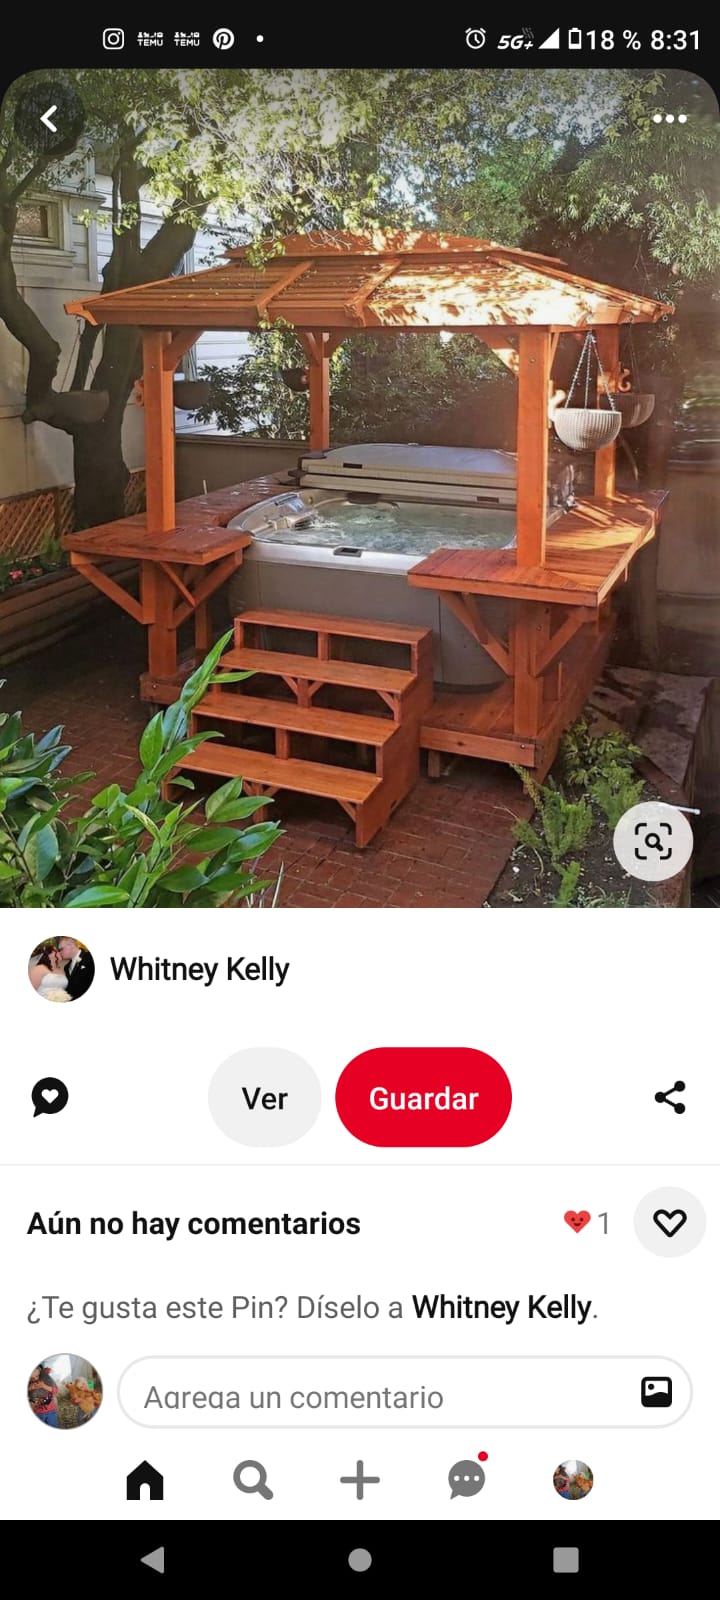 TEMU TEMU 5G+ 18 % 8:31
Whitney Kelly
Ver
Guardar
Aún no hay comentarios
1
¿Te gusta este Pin? Díselo a Whitney Kelly.
Agrega un comentario